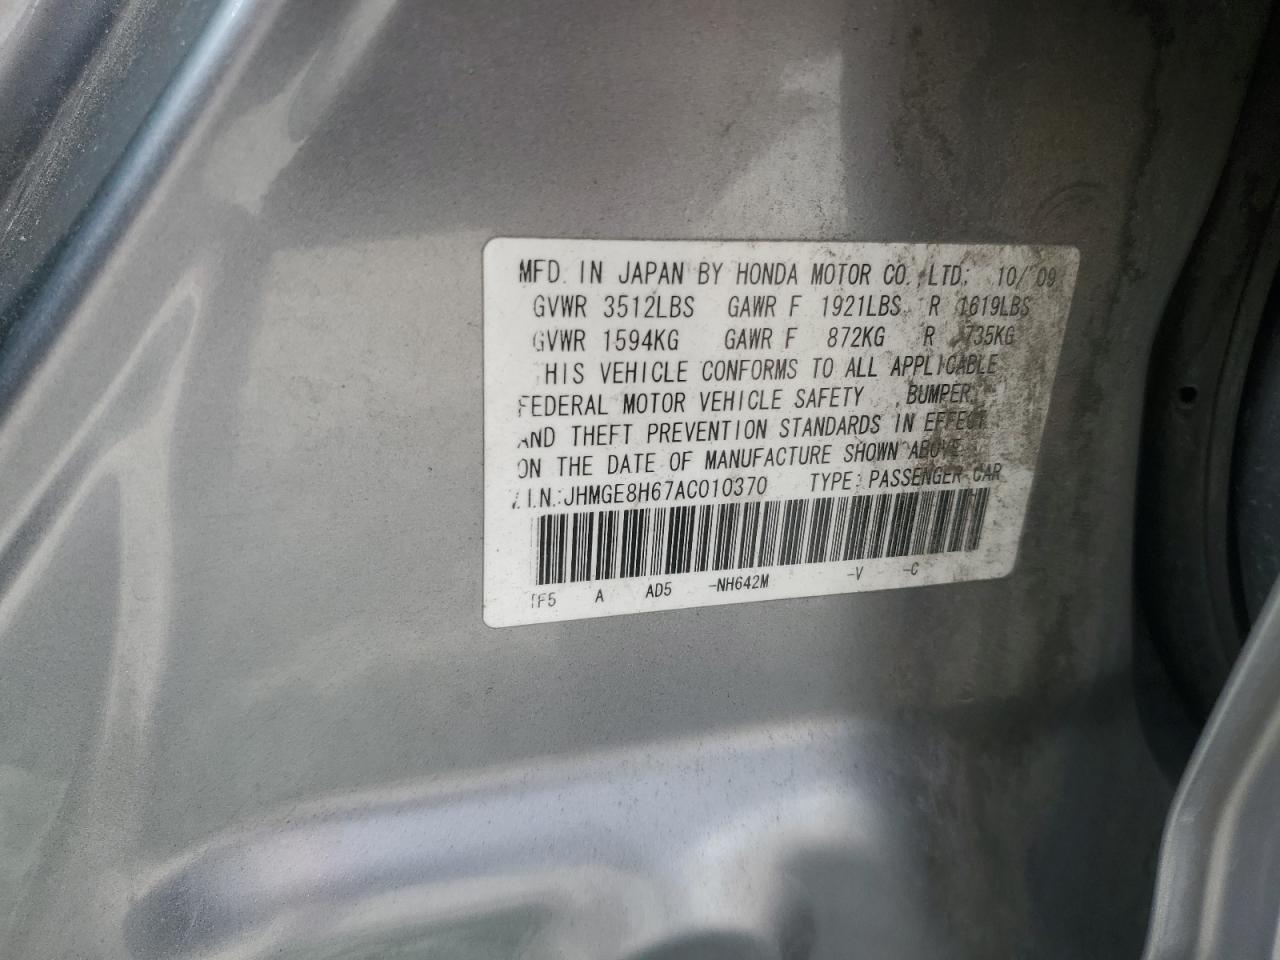 MFD. IN JAPAN BY HONDA MOTOR CO.,LTD. 10/ 09
GVWR 3512LBS GAWR F 1921LBS R 1619LBS
GVWR 1594KG GAWR F 872KG R 735KG
THIS VEHICLE CONFORMS TO ALL APPLICABLE
FEDERAL MOTOR VEHICLE SAFETY , BUMPER,
AND THEFT PREVENTION STANDARDS IN EFFECT
ON THE DATE OF MANUFACTURE SHOWN ABOVE.
V.I.N.:JHMGE8H67AC010370 TYPE: PASSENGER CAR
TF5 A AD5 -NH642M -V -C